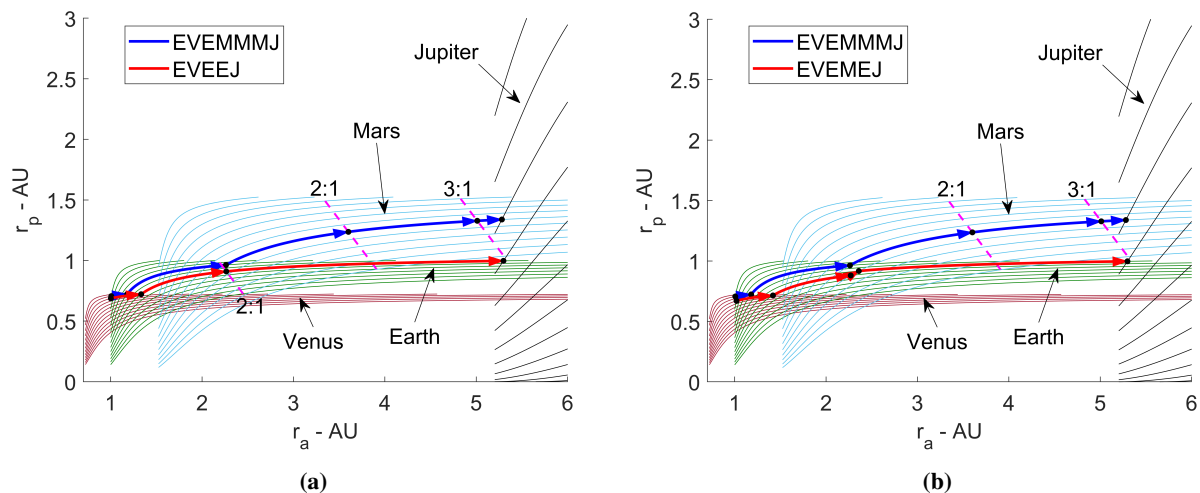 3
2.5
2
1.5
1
0.5
0
r_p - AU
EVEMMMJ
EVEEJ
Jupiter
Mars
2:1
3:1
2:1
Venus
Earth
1 2 3 4 5 6
r_a - AU
(a)
3
2.5
2
1.5
1
0.5
0
r_p - AU
EVEMMMJ
EVEMEJ
Jupiter
Mars
2:1
3:1
Venus
Earth
1 2 3 4 5 6
r_a - AU
(b)